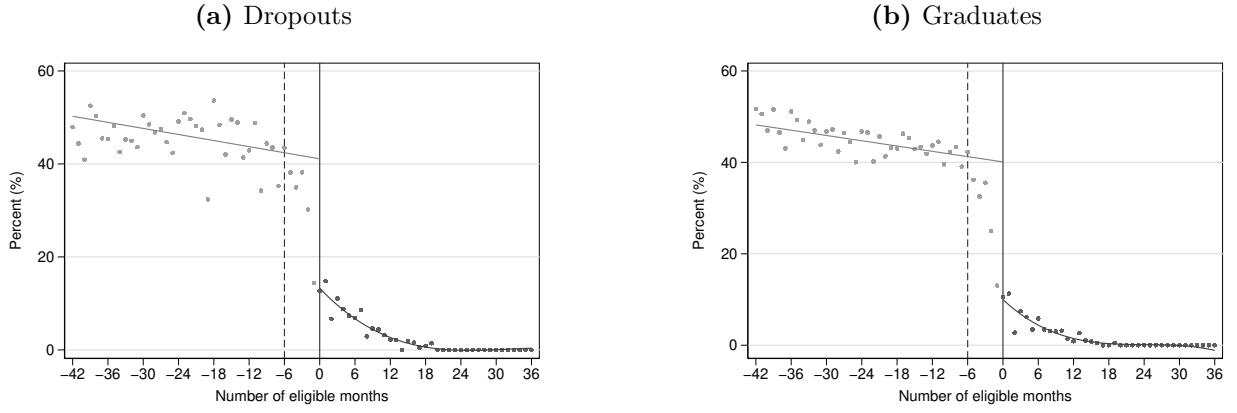 (a) Dropouts
60
40
20
0
Percent (%)
−42 −36 −30 −24 −18 −12 −6 0 6 12 18 24 30 36
Number of eligible months
(b) Graduates
60
40
20
0
Percent (%)
−42 −36 −30 −24 −18 −12 −6 0 6 12 18 24 30 36
Number of eligible months